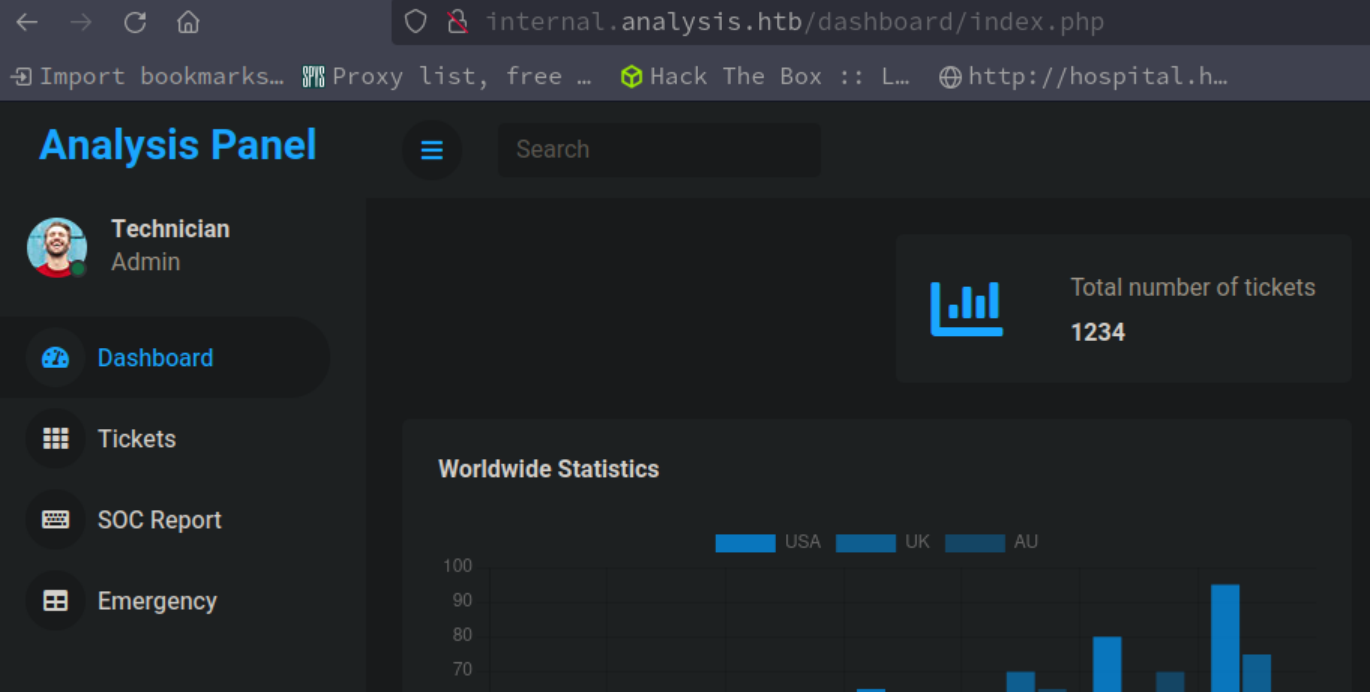 internal.analysis.htb/dashboard/index.php
Import bookmarks… SPYS Proxy list, free … Hack The Box :: L… http://hospital.h…
Analysis Panel
Search
Technician
Admin
Dashboard
Tickets
SOC Report
Emergency
Total number of tickets
1234
Worldwide Statistics
USA UK AU
100
90
80
70